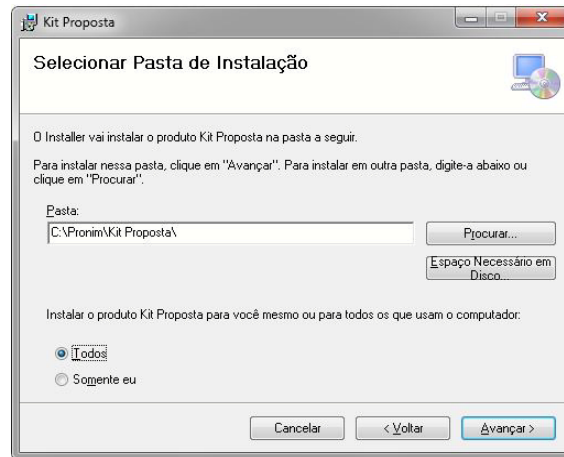 Kit Proposta
Selecionar Pasta de Instalação
O Installer vai instalar o produto Kit Proposta na pasta a seguir.
Para instalar nessa pasta, clique em "Avançar". Para instalar em outra pasta, digite-a abaixo ou
clique em "Procurar".
Pasta:
C:\Pronim\Kit Proposta\
Procurar...
Espaço Necessário em
Disco...
Instalar o produto Kit Proposta para você mesmo ou para todos os que usam o computador:
Todos
Somente eu
Cancelar
< Voltar
Avançar >